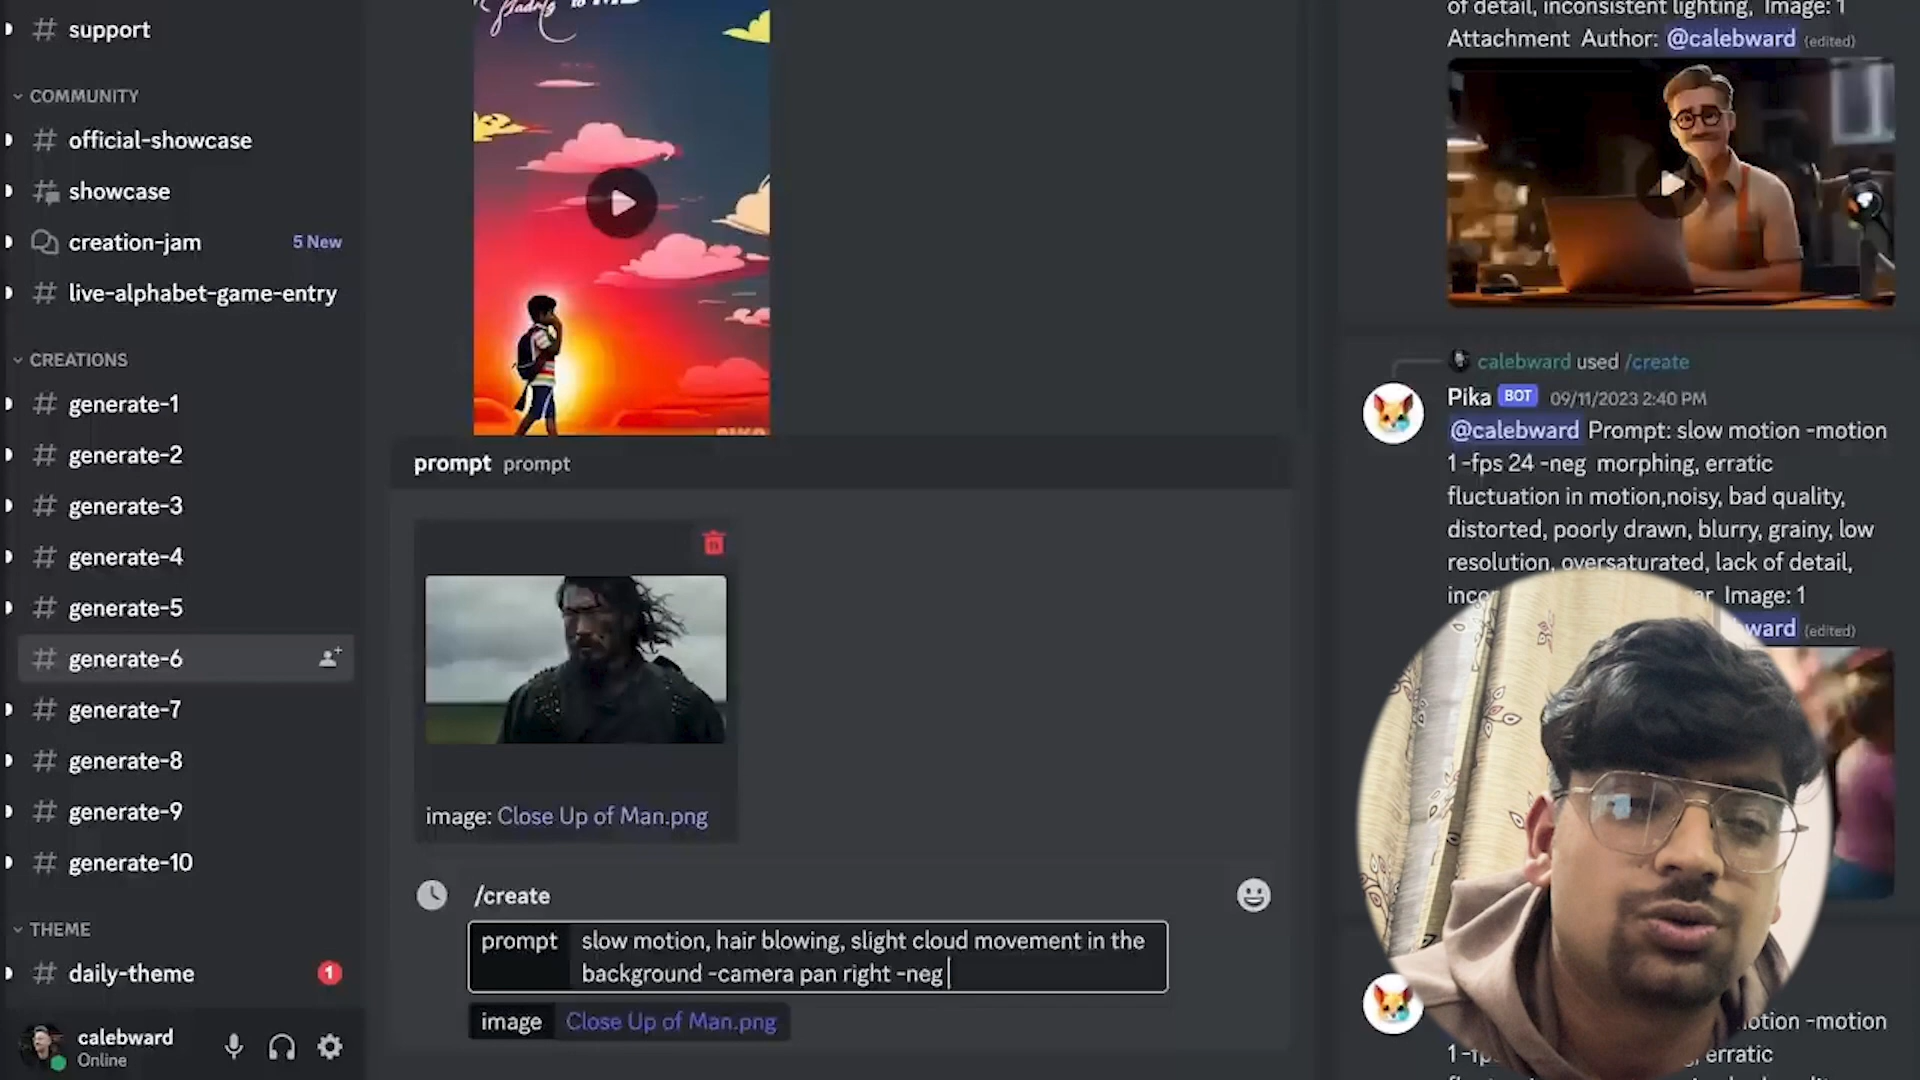 support
COMMUNITY
official-showcase
showcase
creation-jam 5 New
live-alphabet-game-entry
CREATIONS
generate-1
generate-2
generate-3
generate-4
generate-5
generate-6
generate-7
generate-8
generate-9
generate-10
THEME
daily-theme 1
calebward
Online
to MB
prompt prompt
image: Close Up of Man.png
/create
prompt slow motion, hair blowing, slight cloud movement in the
background -camera pan right -neg
image Close Up of Man.png
of detail, inconsistent lighting, Image: 1
Attachment Author: @calebward (edited)
calebward used /create
Pika BOT 09/11/2023 2:40 PM
@calebward Prompt: slow motion -motion
1 -fps 24 -neg morphing, erratic
fluctuation in motion,noisy, bad quality,
distorted, poorly drawn, blurry, grainy, low
resolution, oversaturated, lack of detail,
Image: 1
(edited)
-motion
1 erratic